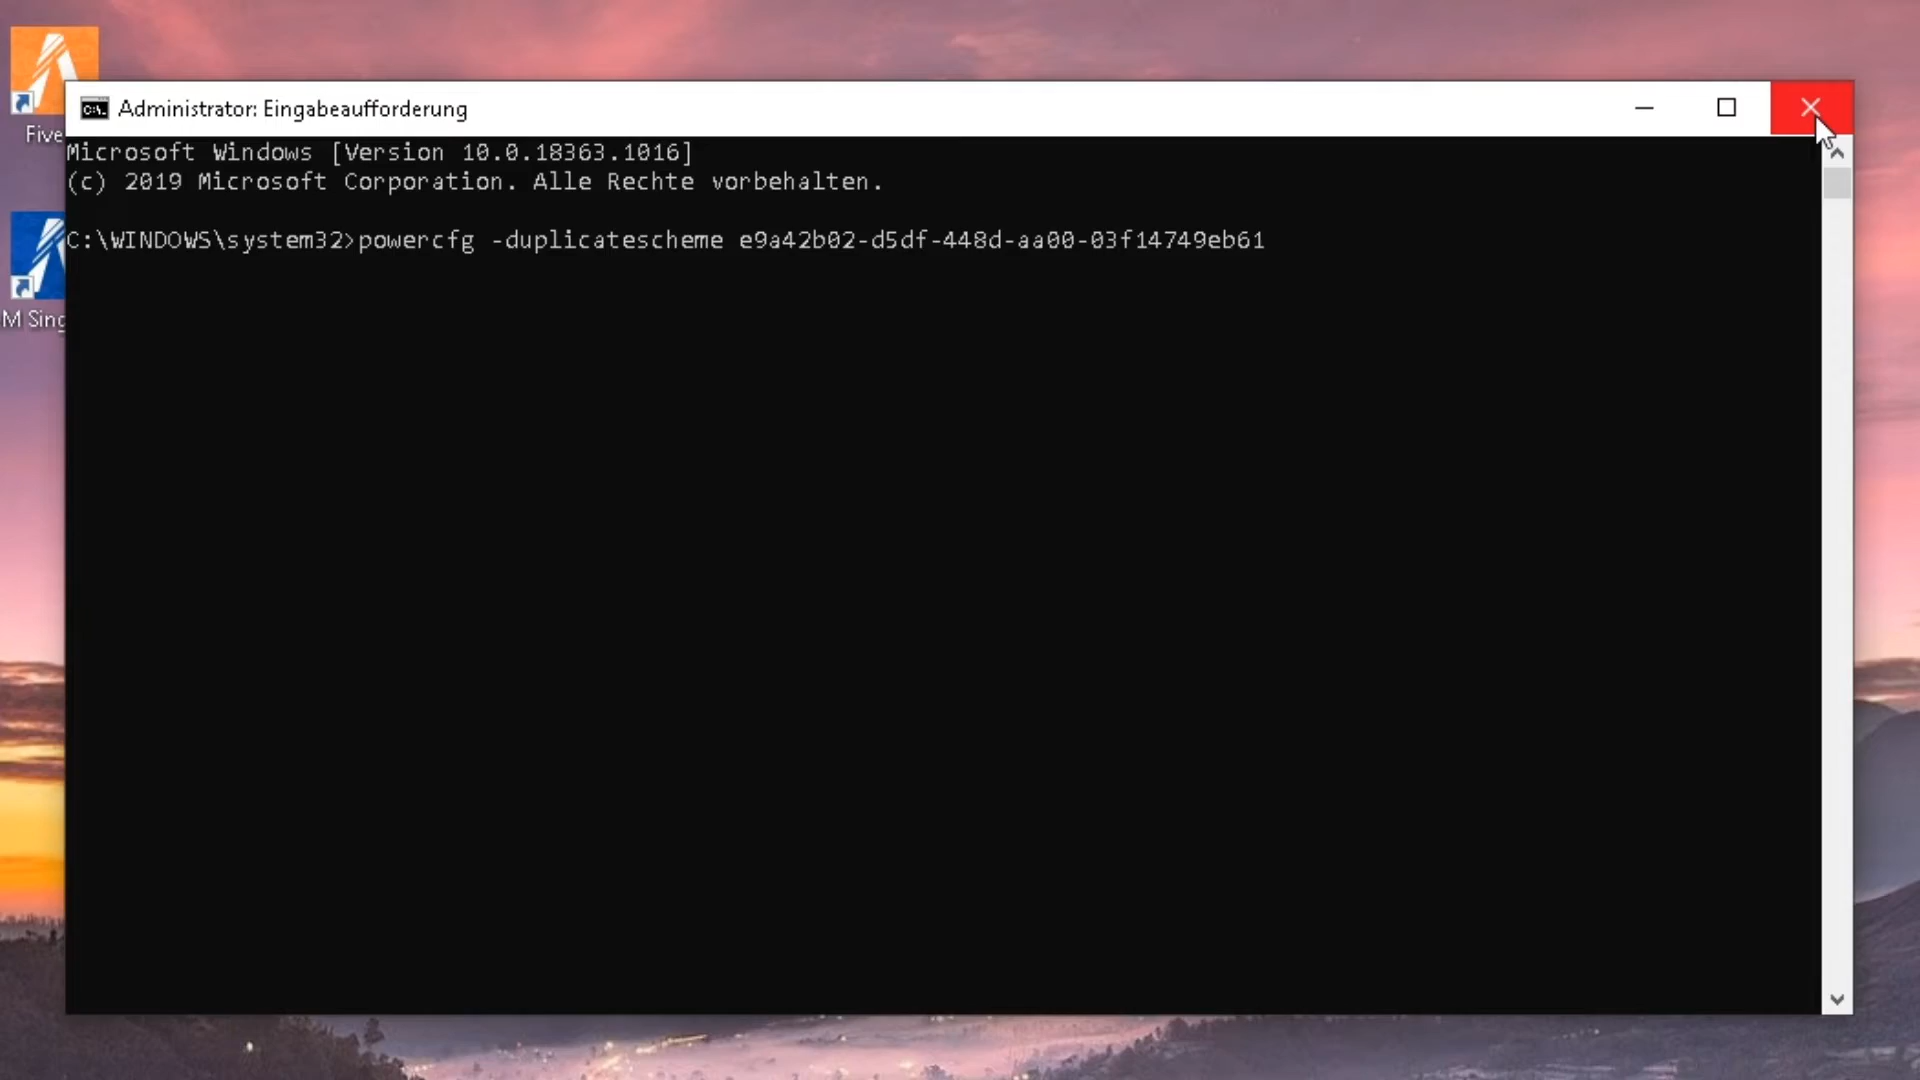 Five
M Sing
Administrator: Eingabeaufforderung
Microsoft Windows [Version 10.0.18363.1016]
(c) 2019 Microsoft Corporation. Alle Rechte vorbehalten.
C:\WINDOWS\system32>powercfg -duplicatescheme e9a42b02-d5df-448d-aa00-03f14749eb61